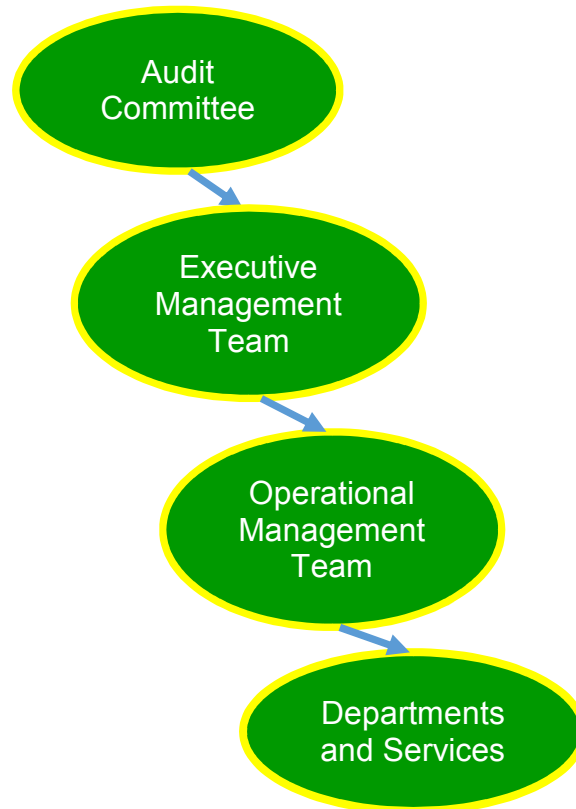 Audit
Committee
Executive
Management
Team
Operational
Management
Team
Departments
and Services